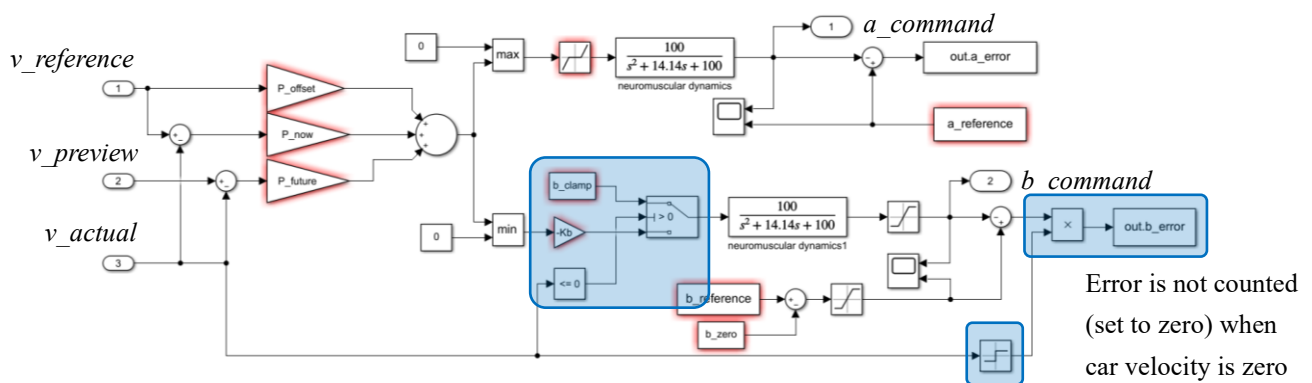 v_reference
1
v_preview
2
v_actual
3
P_offset
P_now
P_future
+
+
+
+
-
+
-
0
max
100
s² + 14.14s + 100
neuromuscular dynamics
1
a_command
-
+
out.a_error
a_reference
0
min
b_clamp
-Kb
> 0
<= 0
100
s² + 14.14s + 100
neuromuscular dynamics1
2
b_command
-
+
×
out.b_error
b_reference
b_zero
+
-
Error is not counted
(set to zero) when
car velocity is zero